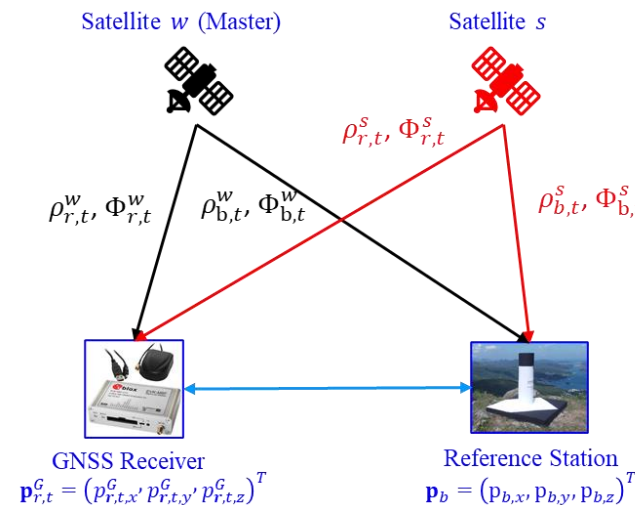 Satellite w (Master)
Satellite s
ρ^s_{r,t}, Φ^s_{r,t}
ρ^w_{r,t}, Φ^w_{r,t}
ρ^w_{b,t}, Φ^w_{b,t}
ρ^s_{b,t}, Φ^s_{b,
ublox
GNSS Receiver
Reference Station
𝐩^G_{r,t} = (p^G_{r,t,x}, p^G_{r,t,y}, p^G_{r,t,z})^T
𝐩_b = (p_{b,x}, p_{b,y}, p_{b,z})^T